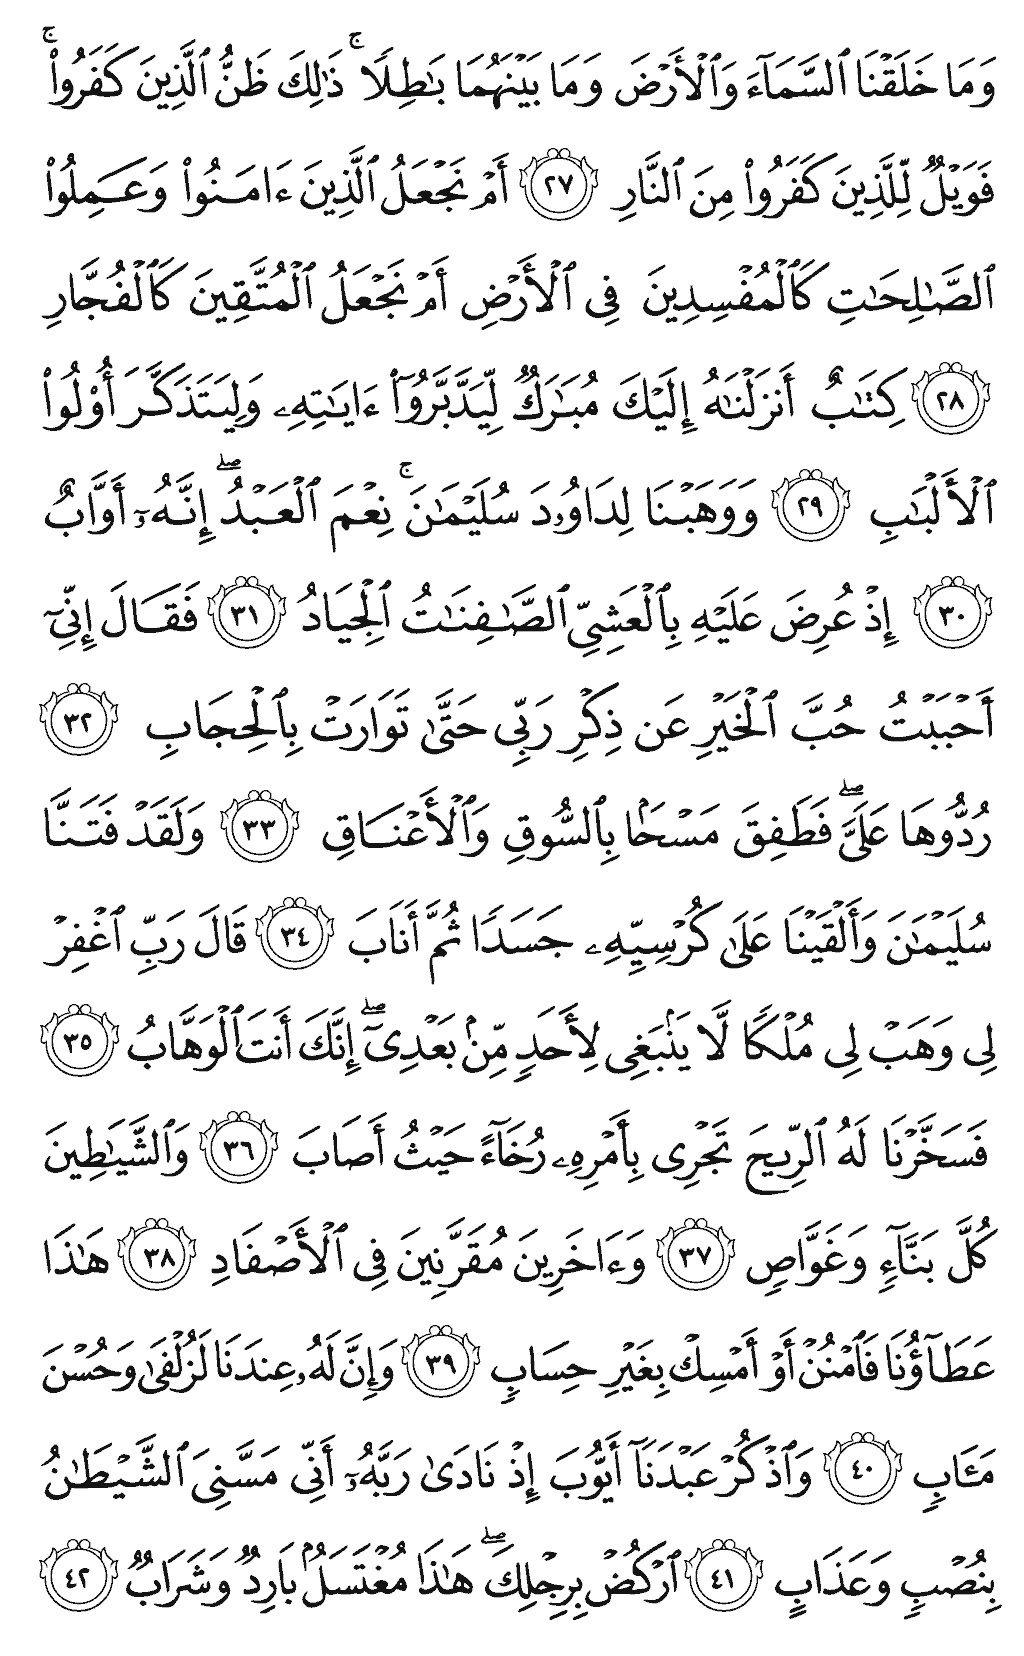 وَمَا خَلَقْنَا ٱلسَّمَآءَ وَٱلْأَرْضَ وَمَا بَيْنَهُمَا بَٰطِلًا ۚ ذَٰلِكَ ظَنُّ ٱلَّذِينَ كَفَرُوا۟ ۚ
فَوَيْلٌ لِّلَّذِينَ كَفَرُوا۟ مِنَ ٱلنَّارِ ٢٧ أَمْ نَجْعَلُ ٱلَّذِينَ ءَامَنُوا۟ وَعَمِلُوا۟
ٱلصَّٰلِحَٰتِ كَٱلْمُفْسِدِينَ فِى ٱلْأَرْضِ أَمْ نَجْعَلُ ٱلْمُتَّقِينَ كَٱلْفُجَّارِ
٢٨ كِتَٰبٌ أَنزَلْنَٰهُ إِلَيْكَ مُبَٰرَكٌ لِّيَدَّبَّرُوٓا۟ ءَايَٰتِهِۦ وَلِيَتَذَكَّرَ أُو۟لُوا۟
ٱلْأَلْبَٰبِ ٢٩ وَوَهَبْنَا لِدَاوُۥدَ سُلَيْمَٰنَ ۚ نِعْمَ ٱلْعَبْدُ ۖ إِنَّهُۥٓ أَوَّابٌ
٣٠ إِذْ عُرِضَ عَلَيْهِ بِٱلْعَشِىِّ ٱلصَّٰفِنَٰتُ ٱلْجِيَادُ ٣١ فَقَالَ إِنِّىٓ
أَحْبَبْتُ حُبَّ ٱلْخَيْرِ عَن ذِكْرِ رَبِّى حَتَّىٰ تَوَارَتْ بِٱلْحِجَابِ ٣٢
رُدُّوهَا عَلَىَّ ۖ فَطَفِقَ مَسْحًۢا بِٱلسُّوقِ وَٱلْأَعْنَاقِ ٣٣ وَلَقَدْ فَتَنَّا
سُلَيْمَٰنَ وَأَلْقَيْنَا عَلَىٰ كُرْسِيِّهِۦ جَسَدًا ثُمَّ أَنَابَ ٣٤ قَالَ رَبِّ ٱغْفِرْ
لِى وَهَبْ لِى مُلْكًا لَّا يَنۢبَغِى لِأَحَدٍ مِّنۢ بَعْدِىٓ ۖ إِنَّكَ أَنتَ ٱلْوَهَّابُ ٣٥
فَسَخَّرْنَا لَهُ ٱلرِّيحَ تَجْرِى بِأَمْرِهِۦ رُخَآءً حَيْثُ أَصَابَ ٣٦ وَٱلشَّيَٰطِينَ
كُلَّ بَنَّآءٍ وَغَوَّاصٍ ٣٧ وَءَاخَرِينَ مُقَرَّنِينَ فِى ٱلْأَصْفَادِ ٣٨ هَٰذَا
عَطَآؤُنَا فَٱمْنُنْ أَوْ أَمْسِكْ بِغَيْرِ حِسَابٍ ٣٩ وَإِنَّ لَهُۥ عِندَنَا لَزُلْفَىٰ وَحُسْنَ
مَـَٔابٍ ٤٠ وَٱذْكُرْ عَبْدَنَآ أَيُّوبَ إِذْ نَادَىٰ رَبَّهُۥٓ أَنِّى مَسَّنِىَ ٱلشَّيْطَٰنُ
بِنُصْبٍ وَعَذَابٍ ٤١ ٱرْكُضْ بِرِجْلِكَ ۖ هَٰذَا مُغْتَسَلٌۢ بَارِدٌ وَشَرَابٌ ٤٢